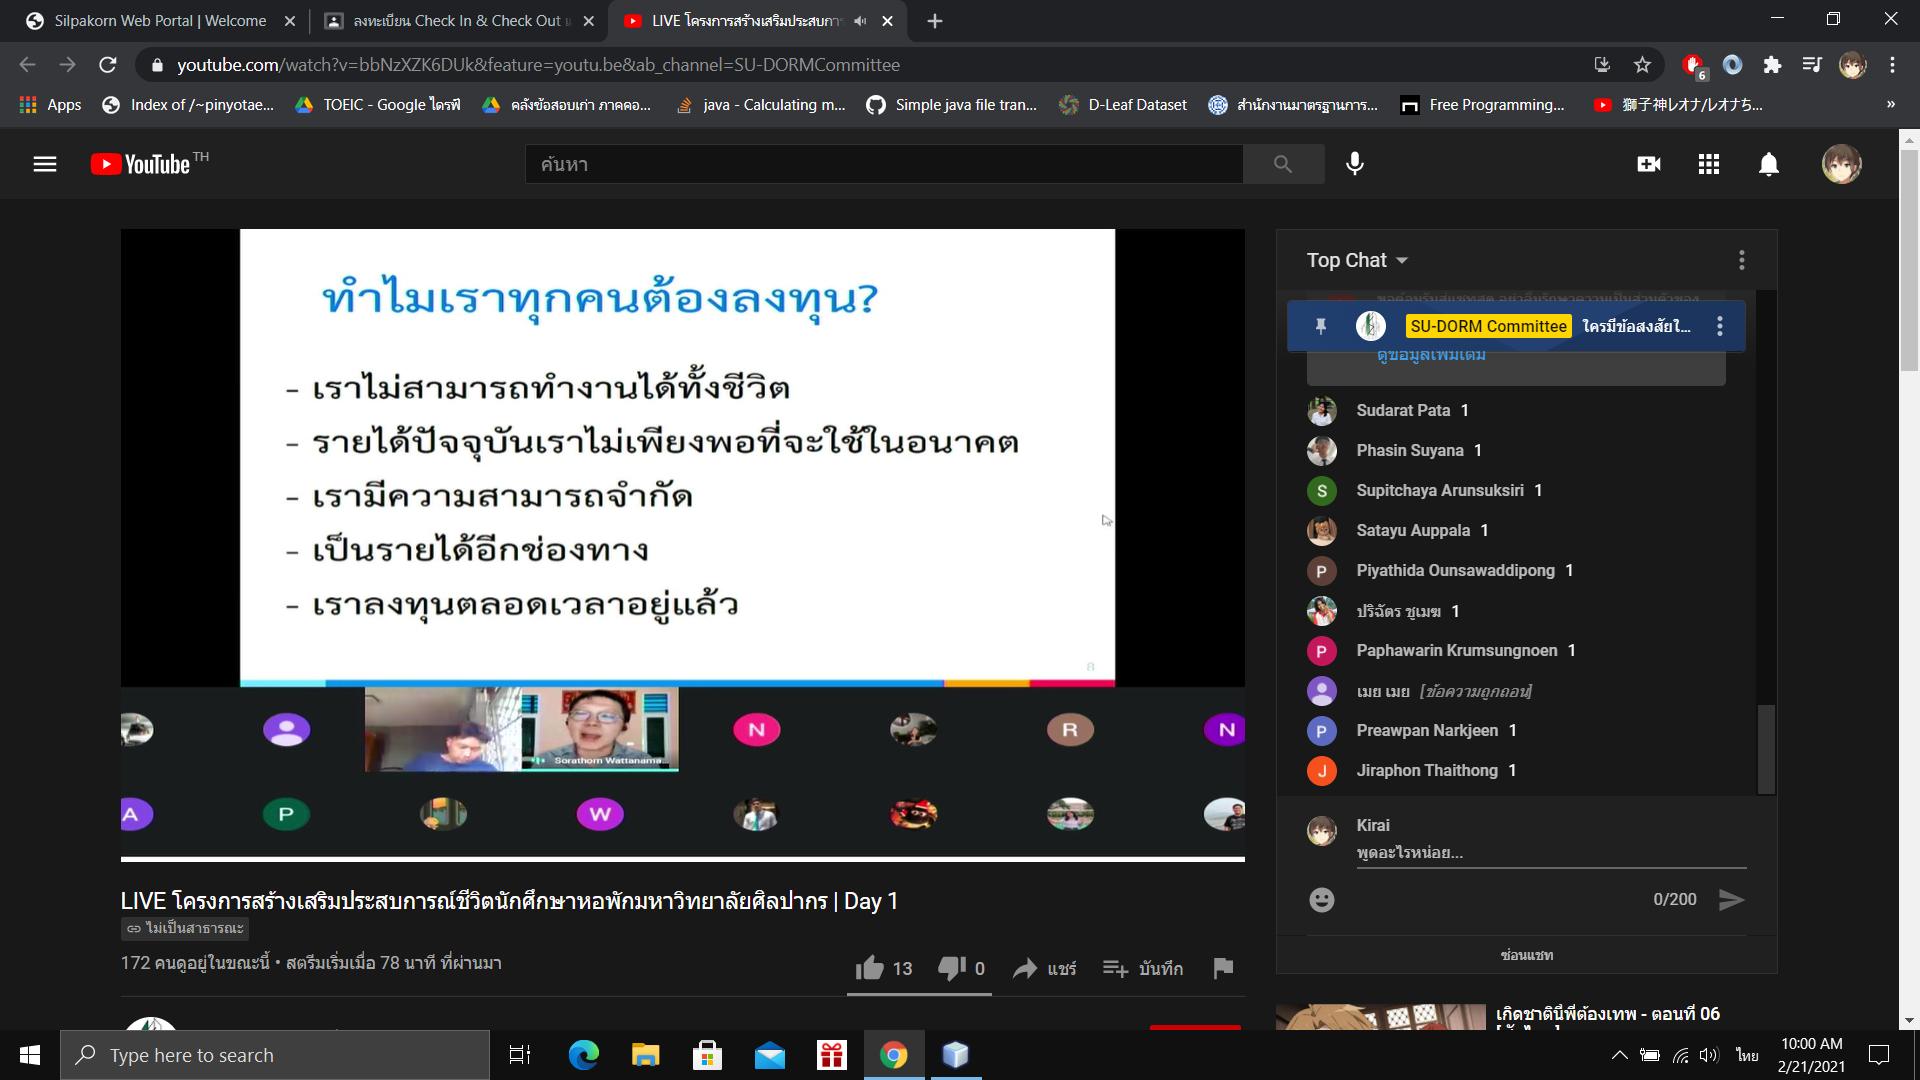 Silpakorn Web Portal | Welcome
ลงทะเบียน Check In & Check Out
LIVE โครงการสร้างเสริมประสบการ
youtube.com/watch?v=bbNzXZK6DUk&feature=youtu.be&ab_channel=SU-DORMCommittee
6
Apps
Index of /~pinyotae...
TOEIC - Google ไดรฟ์
คลังข้อสอบเก่า ภาคคอ...
java - Calculating m...
Simple java file tran...
D-Leaf Dataset
สำนักงานมาตรฐานการ...
Free Programming...
獅子神レオナ/レオナち...
»
YouTube TH
ค้นหา
ทำไมเราทุกคนต้องลงทุน?
- เราไม่สามารถทำงานได้ทั้งชีวิต
- รายได้ปัจจุบันเราไม่เพียงพอที่จะใช้ในอนาคต
- เรามีความสามารถจำกัด
- เป็นรายได้อีกช่องทาง
- เราลงทุนตลอดเวลาอยู่แล้ว
8
N
R
N
Sorathorn Wattanama...
A
P
W
LIVE โครงการสร้างเสริมประสบการณ์ชีวิตนักศึกษาหอพักมหาวิทยาลัยศิลปากร | Day 1
ไม่เป็นสาธารณะ
172 คนดูอยู่ในขณะนี้ • สตรีมเริ่มเมื่อ 78 นาที ที่ผ่านมา
13
0
แชร์
บันทึก
Top Chat
SU-DORM Committee ใครมีข้อสงสัยใ...
ดูข้อมูลเพิ่มเติม
Sudarat Pata 1
Phasin Suyana 1
S Supitchaya Arunsuksiri 1
Satayu Auppala 1
P Piyathida Ounsawaddipong 1
ปริฉัตร ชูเมฆ 1
P Paphawarin Krumsungnoen 1
เมย เมย [ข้อความถูกถอน]
P Preawpan Narkjeen 1
J Jiraphon Thaithong 1
Kirai
พูดอะไรหน่อย...
0/200
ซ่อนแชท
เกิดชาตินี้พี่ต้องเทพ - ตอนที่ 06
Type here to search
ไทย
10:00 AM
2/21/2021